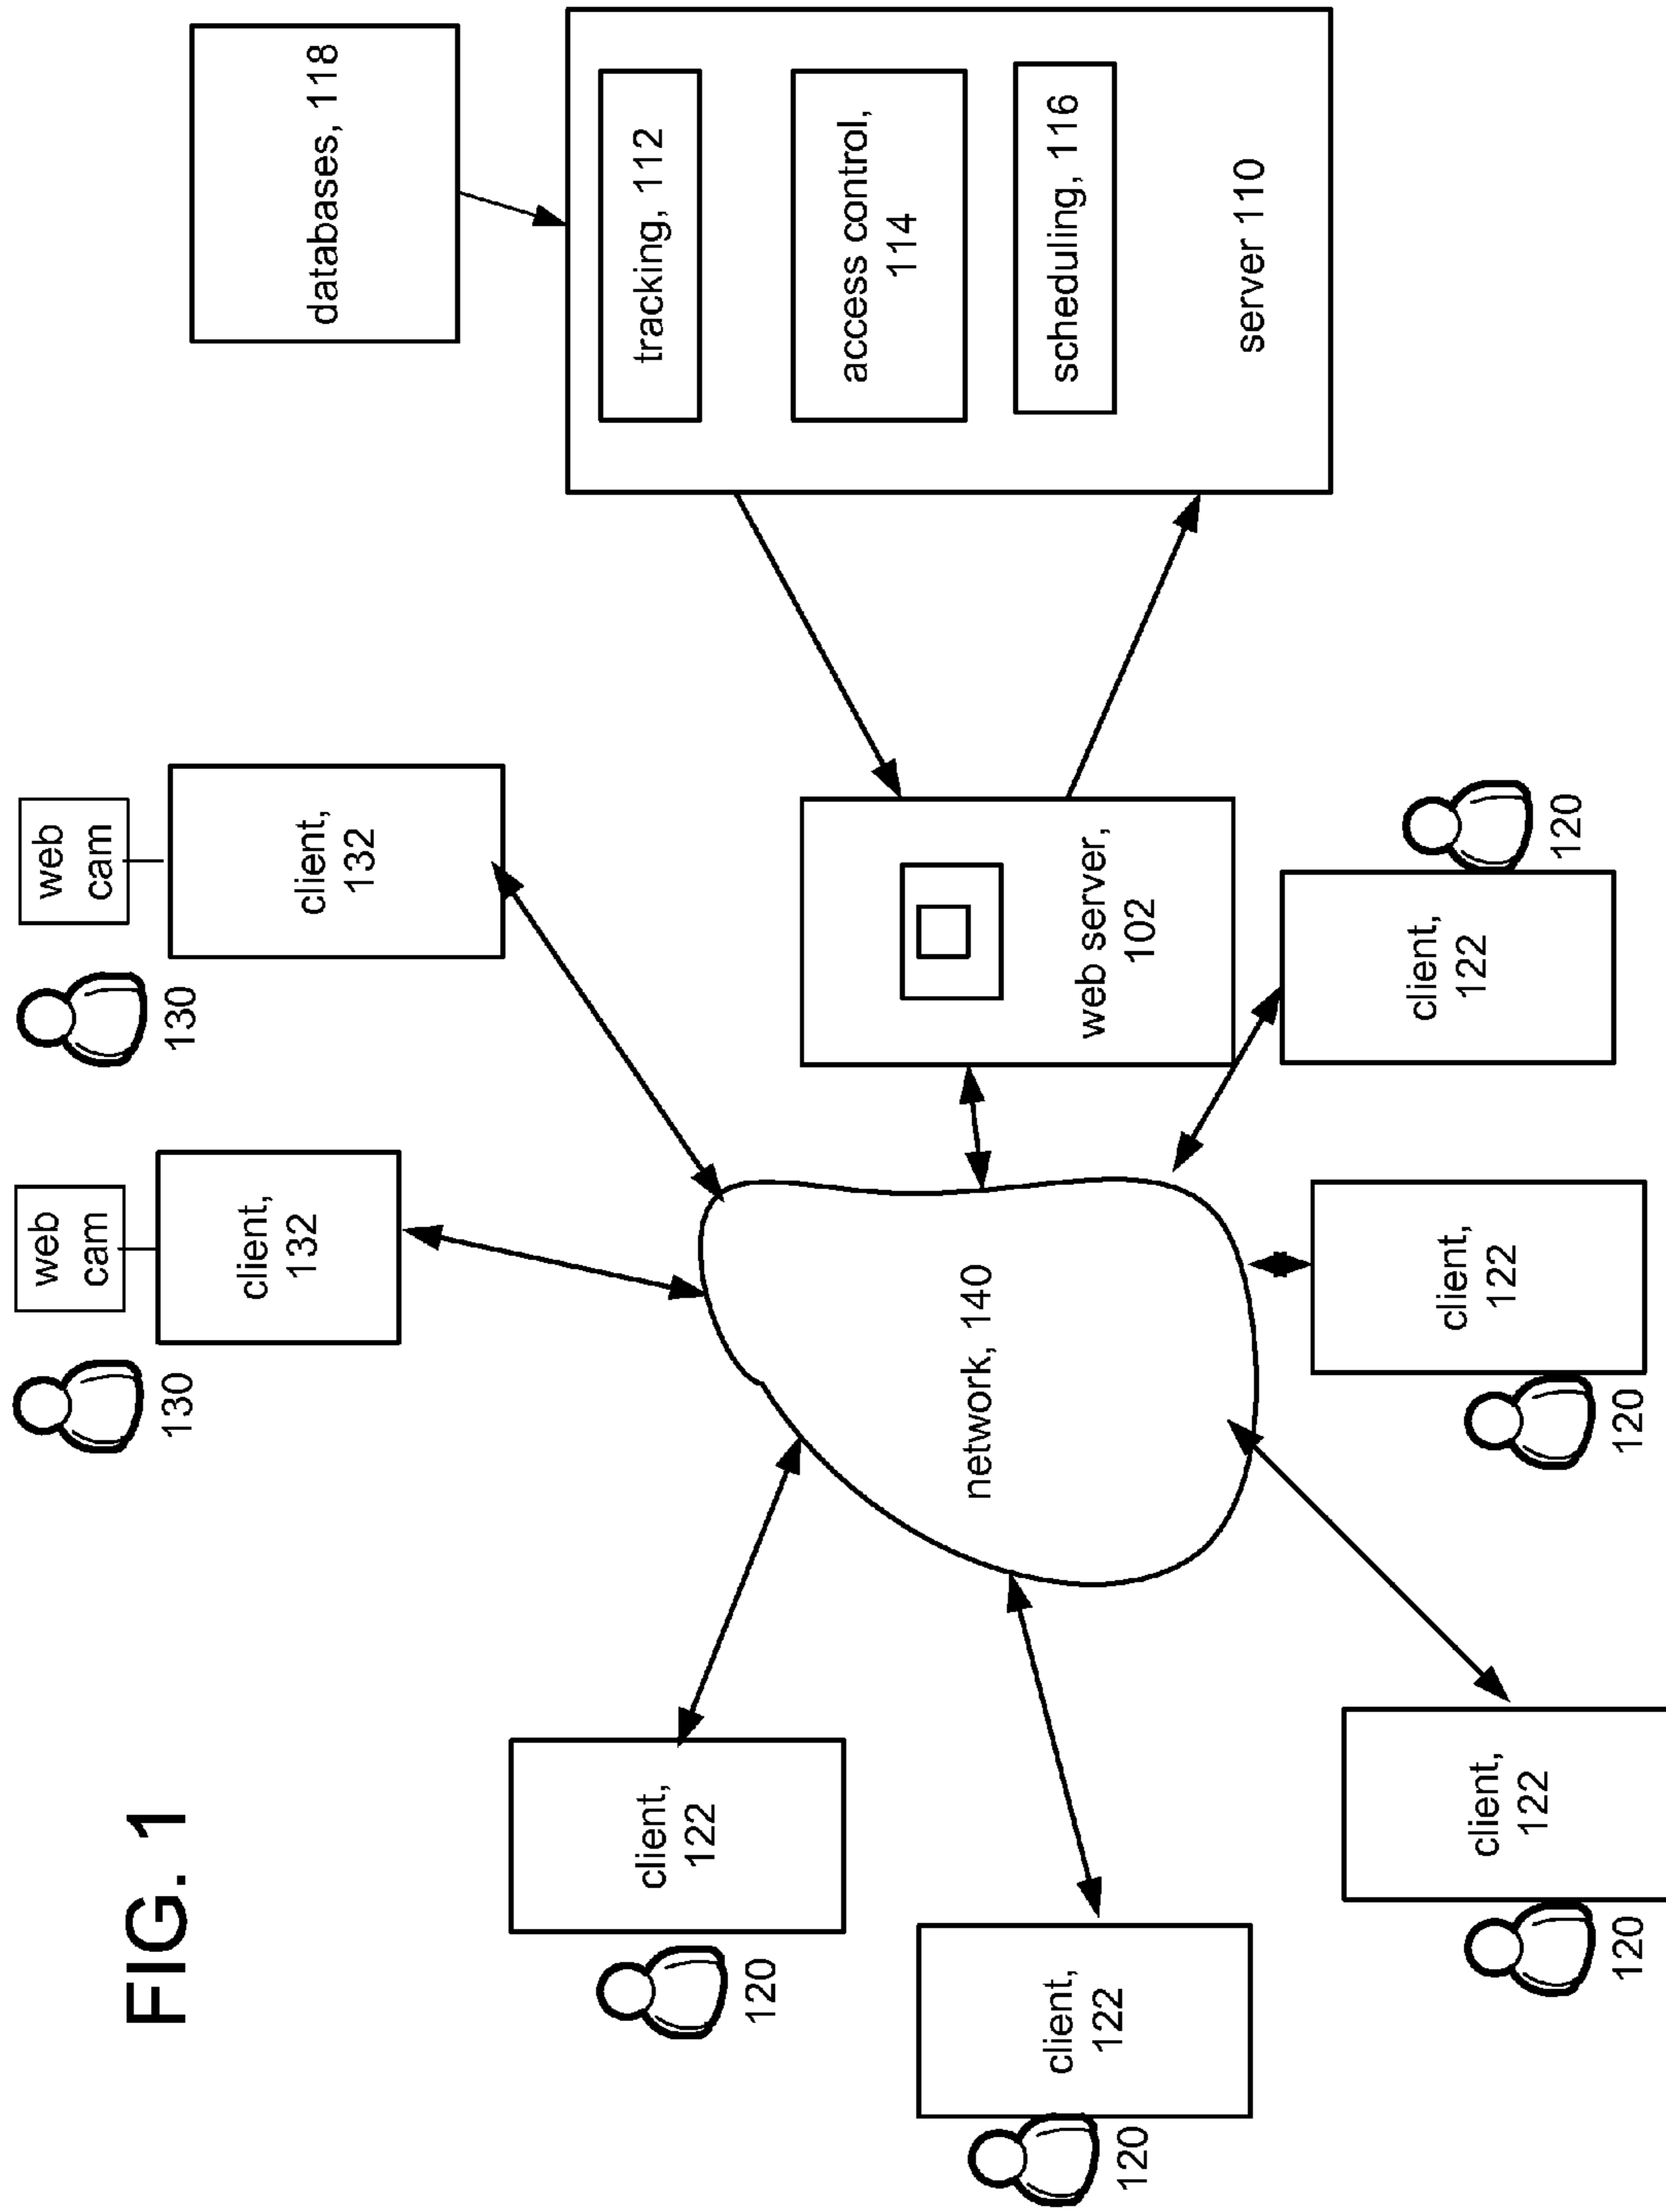 FIG. 1
web
cam
130
client,
132
web
cam
130
client,
132
databases, 118
tracking, 112
access control,
114
scheduling, 116
server 110
client,
122
120
client,
122
120
network, 140
web server,
102
client,
122
120
client,
122
120
client,
122
120